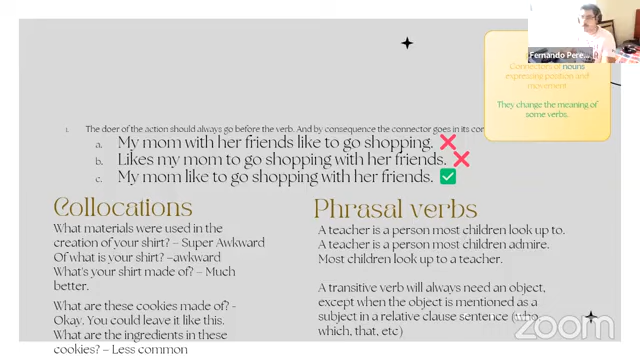 Fernando Pere...
Connectors of nouns
expressing position and
movement.
They change the meaning of
some verbs.
1. The doer of the action should always go before the verb. And by consequence the connector goes in its cor
a. My mom with her friends like to go shopping. ❌
b. Likes my mom to go shopping with her friends. ❌
c. My mom like to go shopping with her friends. ✅
Collocations
What materials were used in the
creation of your shirt? – Super Awkward
Of what is your shirt? –awkward
What's your shirt made of? – Much
better.
What are these cookies made of? -
Okay. You could leave it like this.
What are the ingredients in these
cookies? – Less common
Phrasal verbs
A teacher is a person most children look up to.
A teacher is a person most children admire.
Most children look up to a teacher.
A transitive verb will always need an object,
except when the object is mentioned as a
subject in a relative clause sentence (who
which, that, etc)
zoom